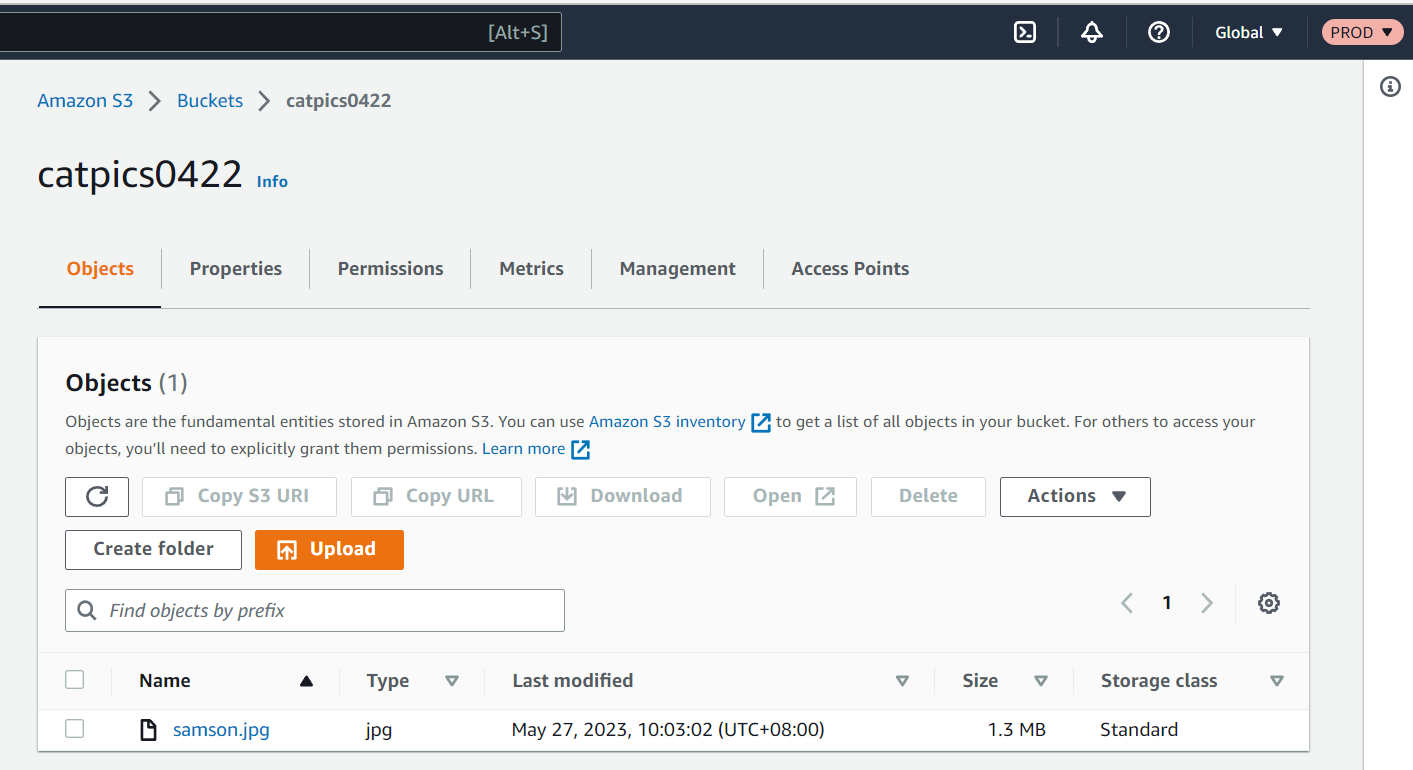 [Alt+S] Global PROD
Amazon S3 Buckets catpics0422
catpics0422 Info
Objects Properties Permissions Metrics Management Access Points
Objects (1)
Objects are the fundamental entities stored in Amazon S3. You can use Amazon S3 inventory to get a list of all objects in your bucket. For others to access your
objects, you'll need to explicitly grant them permissions. Learn more
Copy S3 URI Copy URL Download Open Delete Actions
Create folder Upload
Find objects by prefix 1
Name Type Last modified Size Storage class
samson.jpg jpg May 27, 2023, 10:03:02 (UTC+08:00) 1.3 MB Standard